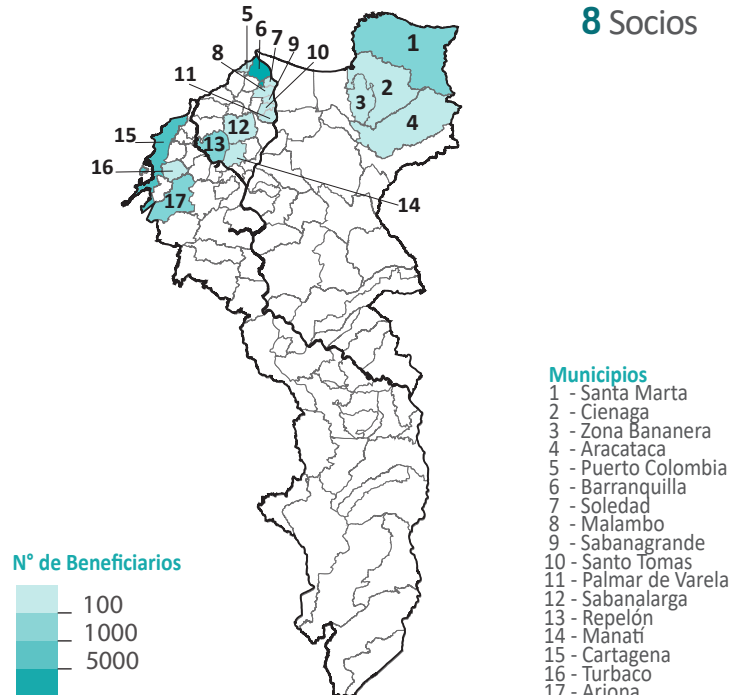 8 Socios
5
6
7
9
8
10
11
1
2
3
4
12
13
15
16
17
14
Municipios
1 - Santa Marta
2 - Cienaga
3 - Zona Bananera
4 - Aracataca
5 - Puerto Colombia
6 - Barranquilla
7 - Soledad
8 - Malambo
9 - Sabanagrande
10 - Santo Tomas
11 - Palmar de Varela
12 - Sabanalarga
13 - Repelón
14 - Manatí
15 - Cartagena
16 - Turbaco
17 - Arjona
N° de Beneficiarios
100
1000
5000